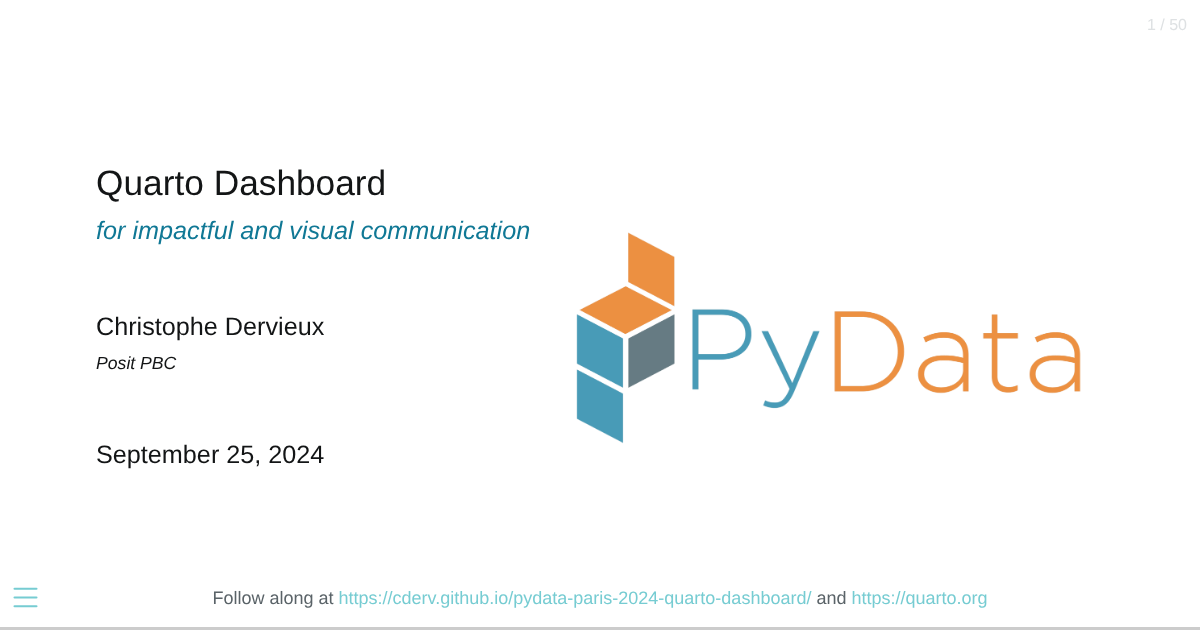 1 / 50
Quarto Dashboard
for impactful and visual communication
Christophe Dervieux
Posit PBC
September 25, 2024
PyData
Follow along at https://cderv.github.io/pydata-paris-2024-quarto-dashboard/ and https://quarto.org